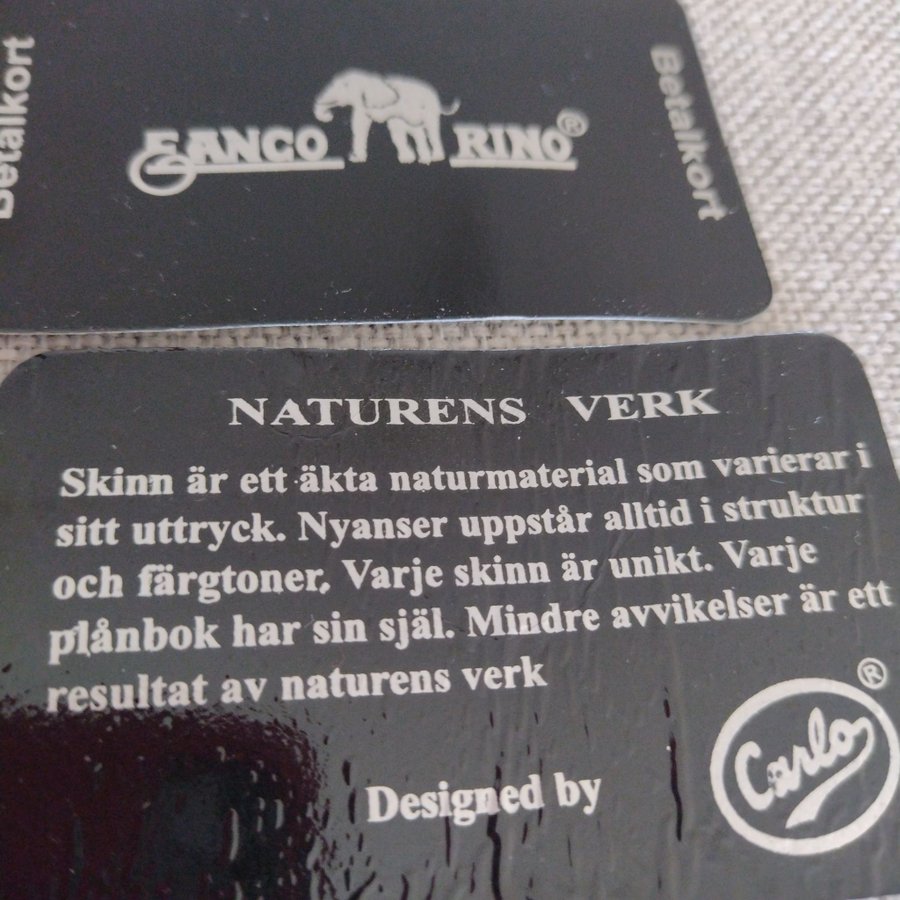 Betalkort
Betalkort
RINO®
NATURENS VERK
Skinn är ett äkta naturmaterial som varierar i
sitt uttryck. Nyanser uppstår alltid i struktur
och färgtoner. Varje skinn är unikt. Varje
plånbok har sin själ. Mindre avvikelser är ett
resultat av naturens verk
Designed by
Carlo®